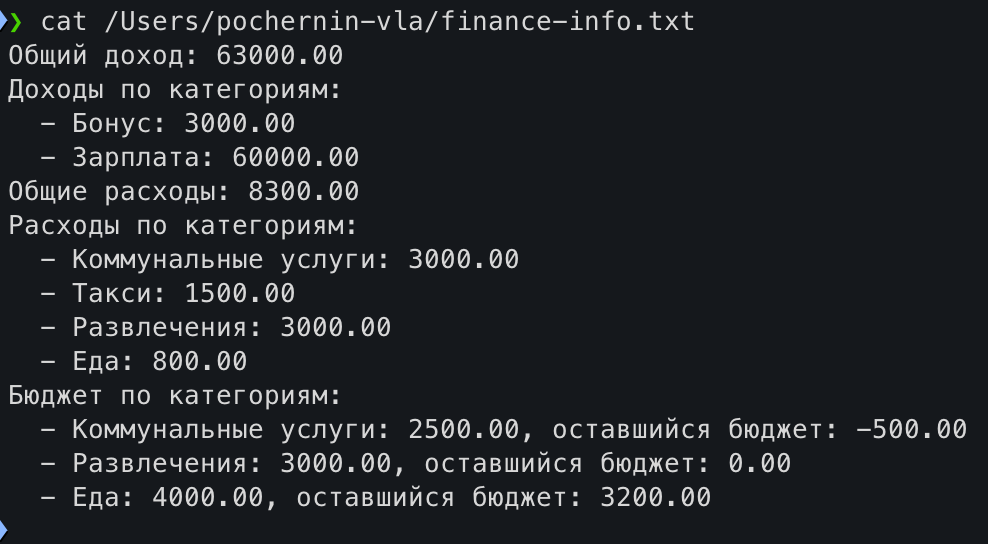 ❯ cat /Users/pochernin-vla/finance-info.txt
Общий доход: 63000.00
Доходы по категориям:
  - Бонус: 3000.00
  - Зарплата: 60000.00
Общие расходы: 8300.00
Расходы по категориям:
  - Коммунальные услуги: 3000.00
  - Такси: 1500.00
  - Развлечения: 3000.00
  - Еда: 800.00
Бюджет по категориям:
  - Коммунальные услуги: 2500.00, оставшийся бюджет: -500.00
  - Развлечения: 3000.00, оставшийся бюджет: 0.00
  - Еда: 4000.00, оставшийся бюджет: 3200.00